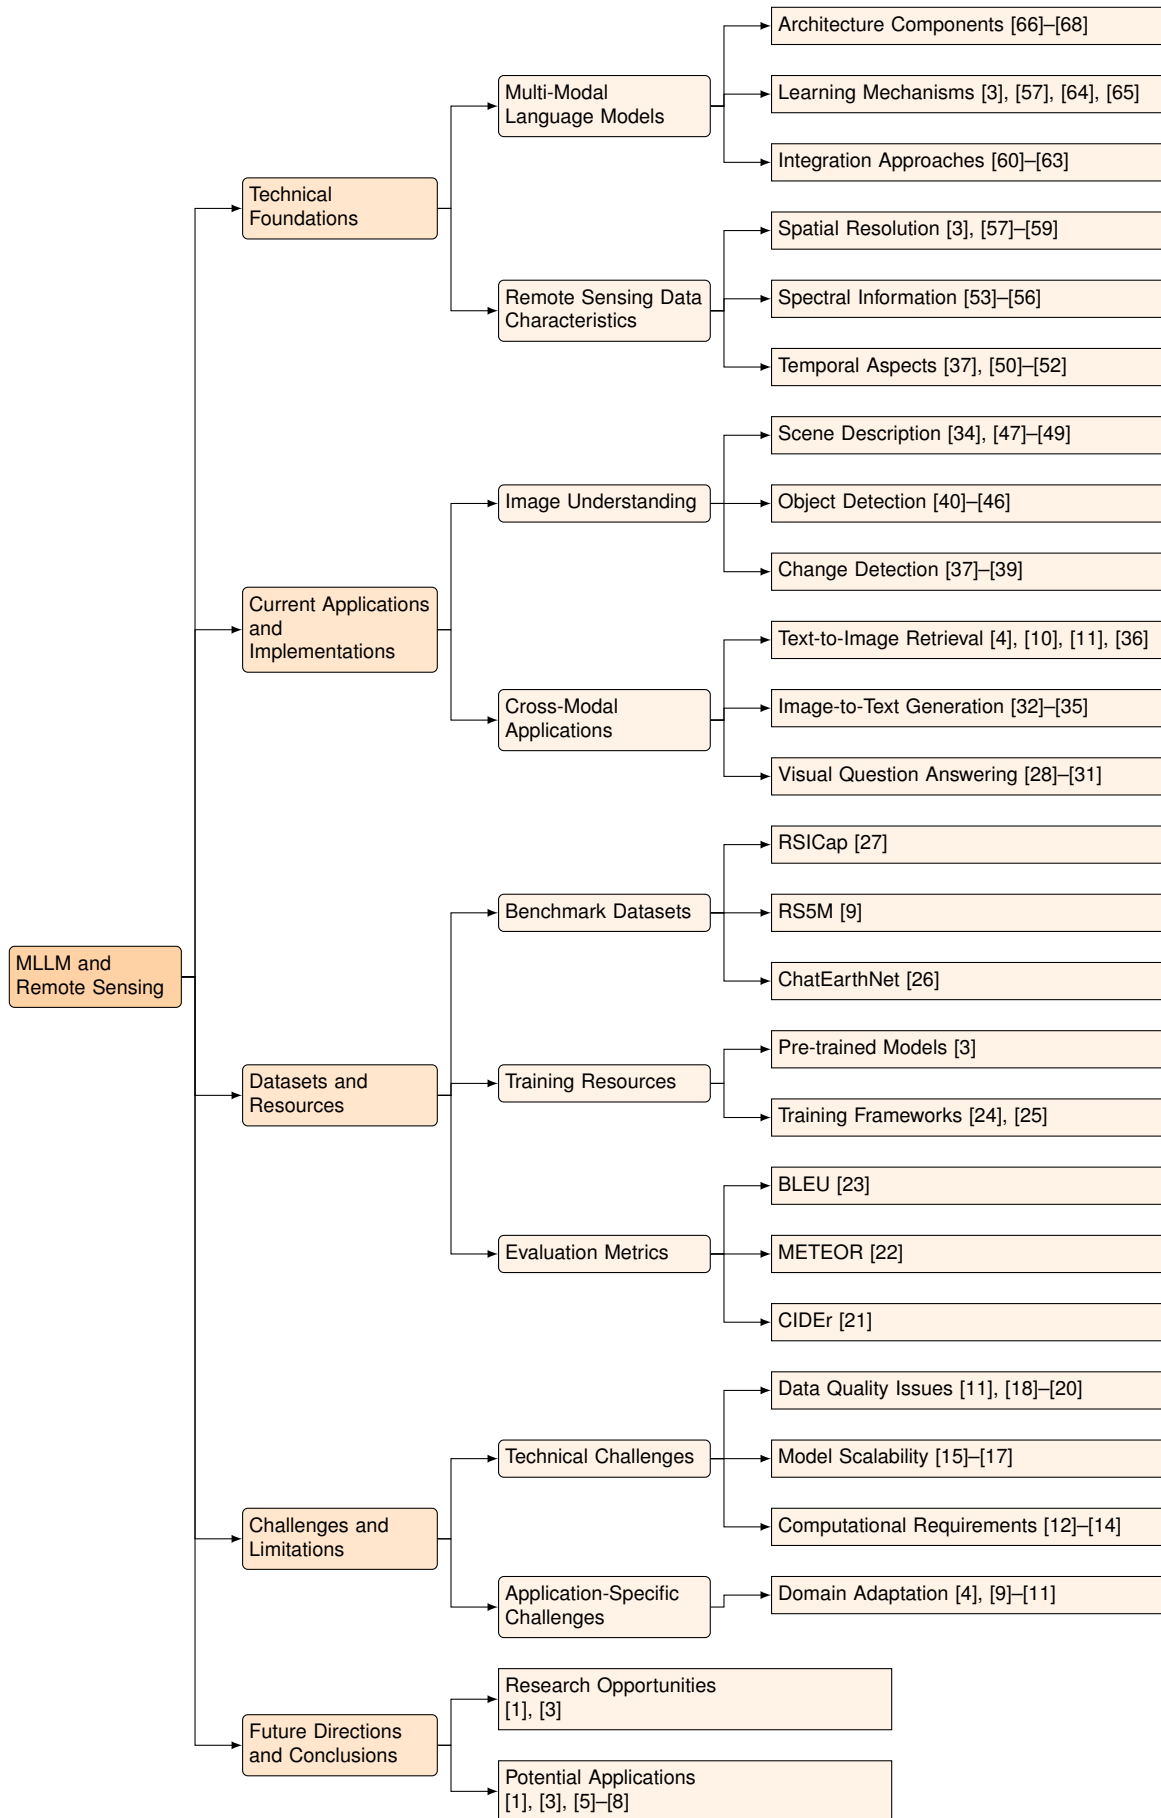 MLLM and
Remote Sensing
Technical
Foundations
Multi-Modal
Language Models
Architecture Components [66]–[68]
Learning Mechanisms [3], [57], [64], [65]
Integration Approaches [60]–[63]
Remote Sensing Data
Characteristics
Spatial Resolution [3], [57]–[59]
Spectral Information [53]–[56]
Temporal Aspects [37], [50]–[52]
Current Applications
and
Implementations
Image Understanding
Scene Description [34], [47]–[49]
Object Detection [40]–[46]
Change Detection [37]–[39]
Cross-Modal
Applications
Text-to-Image Retrieval [4], [10], [11], [36]
Image-to-Text Generation [32]–[35]
Visual Question Answering [28]–[31]
Datasets and
Resources
Benchmark Datasets
RSICap [27]
RS5M [9]
ChatEarthNet [26]
Training Resources
Pre-trained Models [3]
Training Frameworks [24], [25]
Evaluation Metrics
BLEU [23]
METEOR [22]
CIDEr [21]
Challenges and
Limitations
Technical Challenges
Data Quality Issues [11], [18]–[20]
Model Scalability [15]–[17]
Computational Requirements [12]–[14]
Application-Specific
Challenges
Domain Adaptation [4], [9]–[11]
Future Directions
and Conclusions
Research Opportunities
[1], [3]
Potential Applications
[1], [3], [5]–[8]